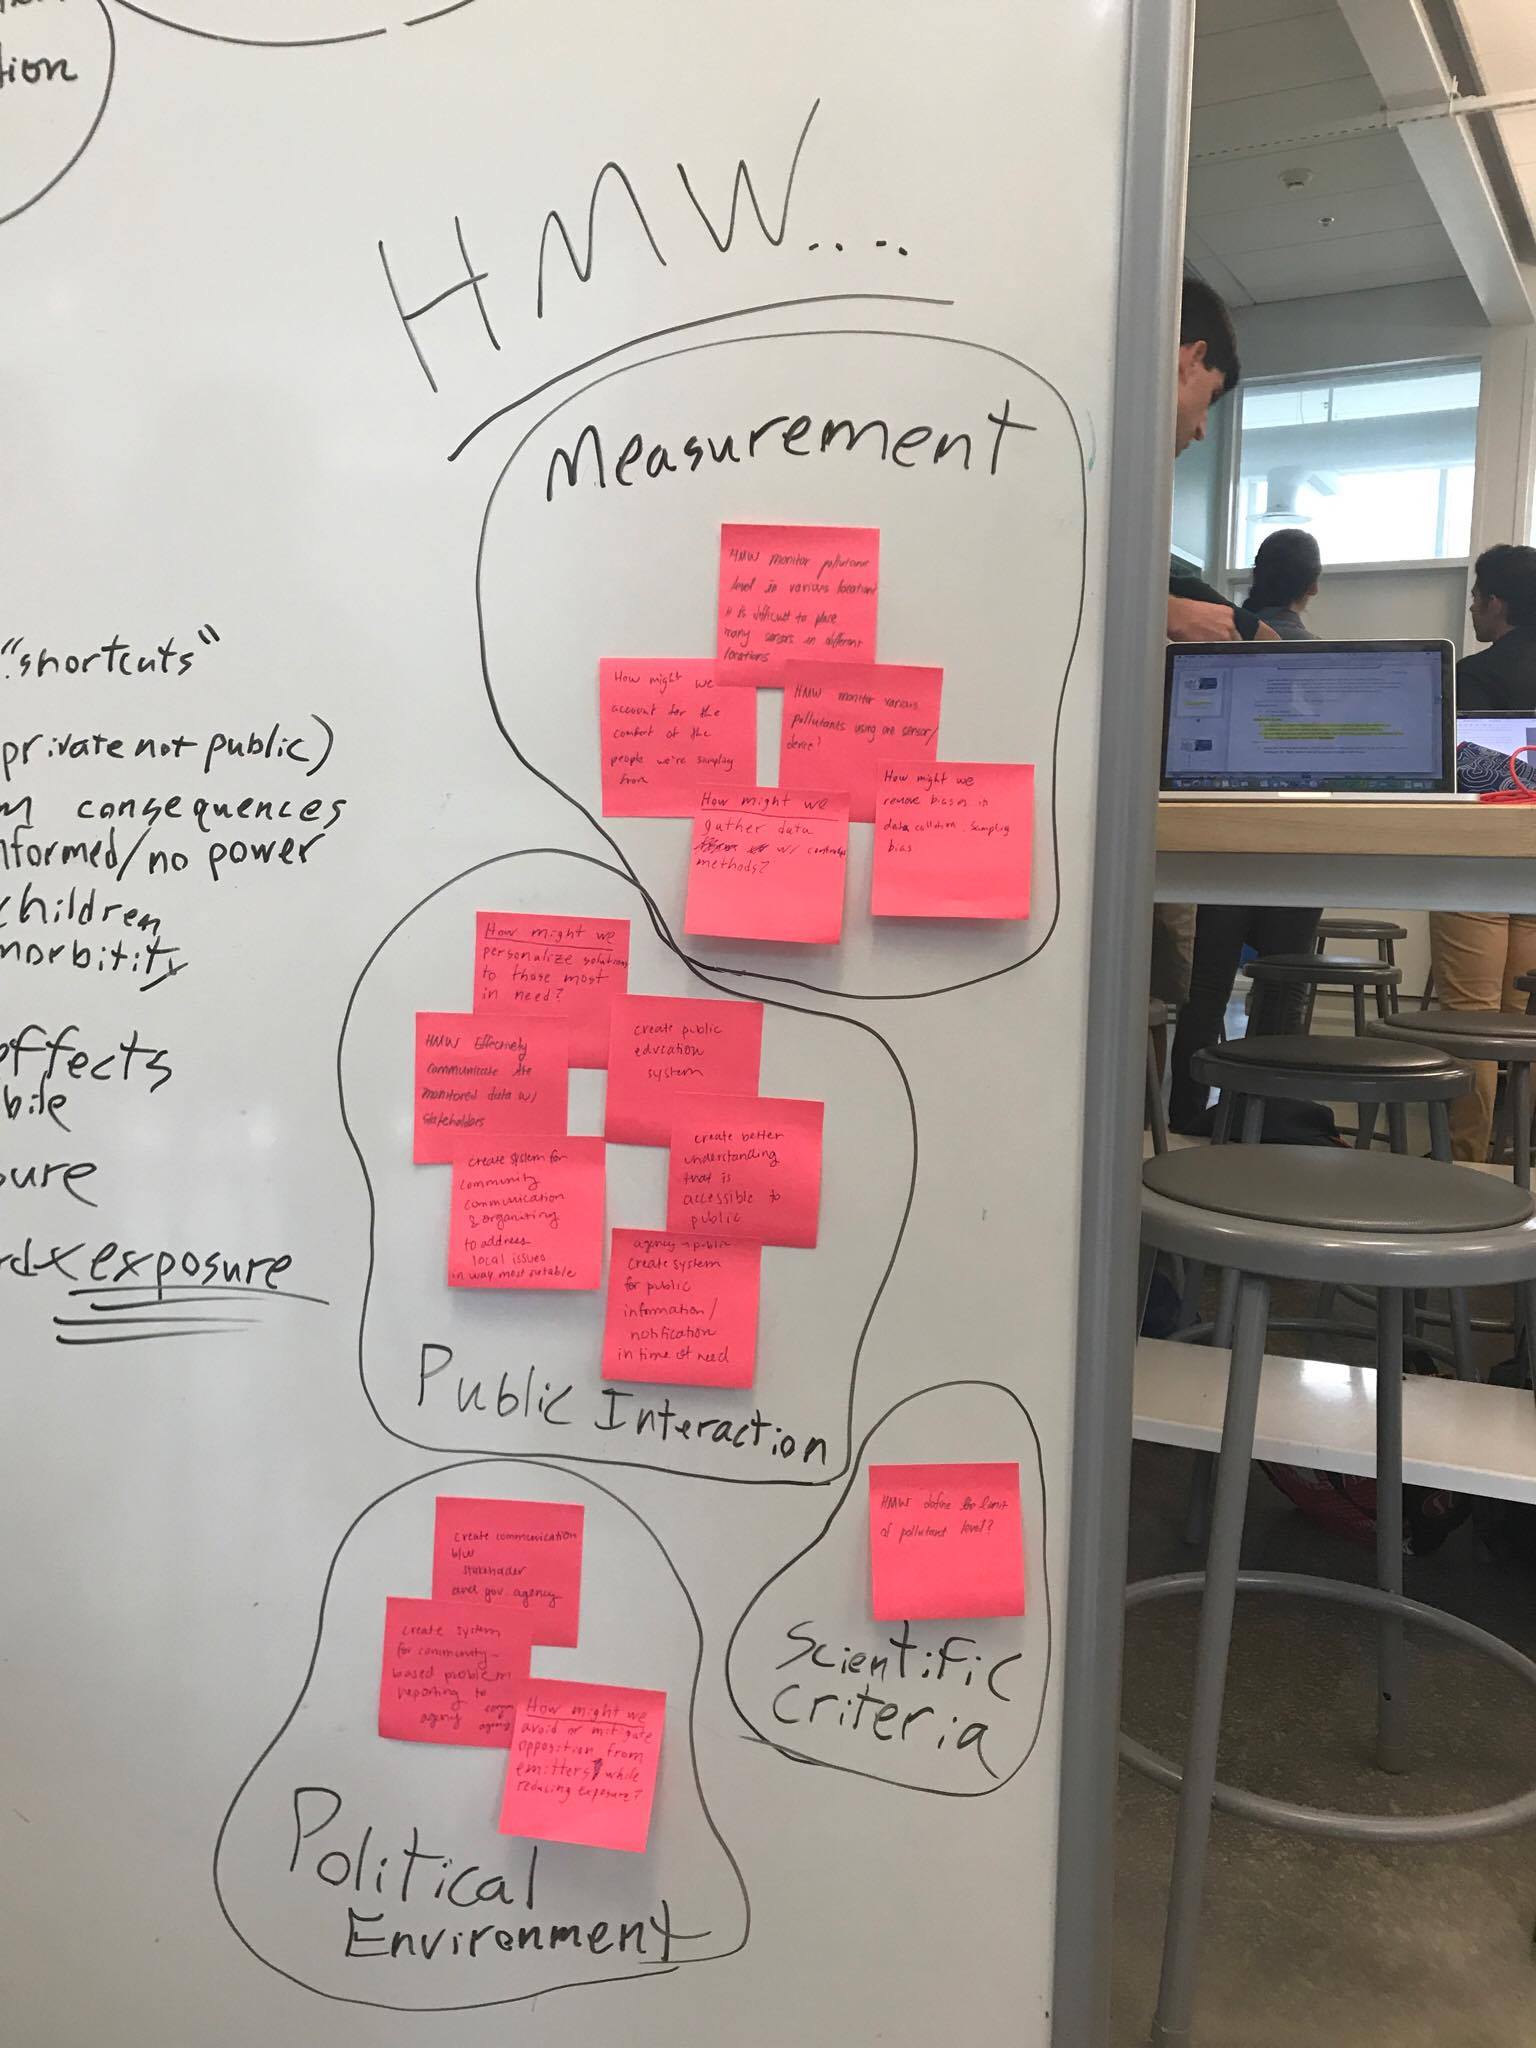 tion
HMW....
Measurement
HMW monitor pollutant
level in various location
it is difficult to place
many sensors in different
locations
How might we
account for the
comfort of the
people we're sampling
from
HMW monitor various
pollutants using one sensor/
device?
How might we
gather data
w/
methods?
How might we
remove biases in
data collation. Sampling
bias
"shortcuts"
private not public)
consequences
nformed/no power
children
morbitity
effects
bile
sure
exposure
How might we
personalize solutions
to those most
in need?
HMW Effectively
communicate the
monitored data w/
stakeholders
create public
education
system
create better
understanding
that is
accessible to
public
create system for
community
communication
& organizing
to address
local issues
in way most suitable
agency → public
create system
for public
information/
notification
in time of need
Public Interaction
HMW define the limit
of pollutant level?
Scientific
Criteria
create communication
b/w
stakeholder
and gov. agency
create system
for community-
based problem
reporting to
agency
How might we
avoid or mitigate
opposition from
emitters while
reducing exposure?
Political
Environment